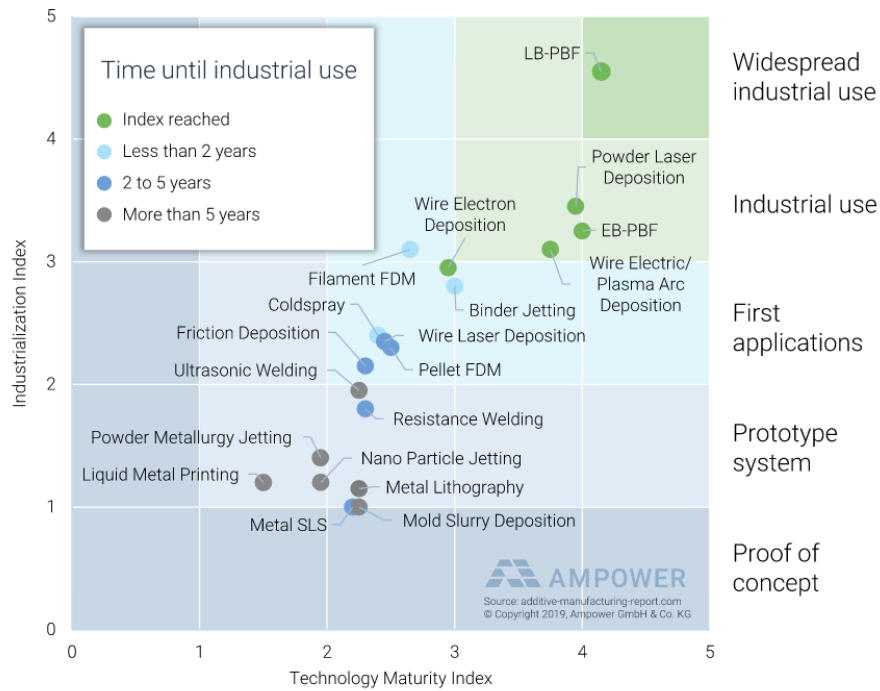 5
4
3
2
1
0
Industrialization Index
Time until industrial use
Index reached
Less than 2 years
2 to 5 years
More than 5 years
LB-PBF
Powder Laser
Deposition
Wire Electron
Deposition
EB-PBF
Filament FDM
Wire Electric/
Plasma Arc
Deposition
Coldspray
Binder Jetting
Friction Deposition
Wire Laser Deposition
Ultrasonic Welding
Pellet FDM
Resistance Welding
Powder Metallurgy Jetting
Nano Particle Jetting
Liquid Metal Printing
Metal Lithography
Metal SLS
Mold Slurry Deposition
AMPOWER
Source: additive-manufacturing-report.com
© Copyright 2019, Ampower GmbH & Co. KG
0
1
2
3
4
5
Technology Maturity Index
Widespread
industrial use
Industrial use
First
applications
Prototype
system
Proof of
concept